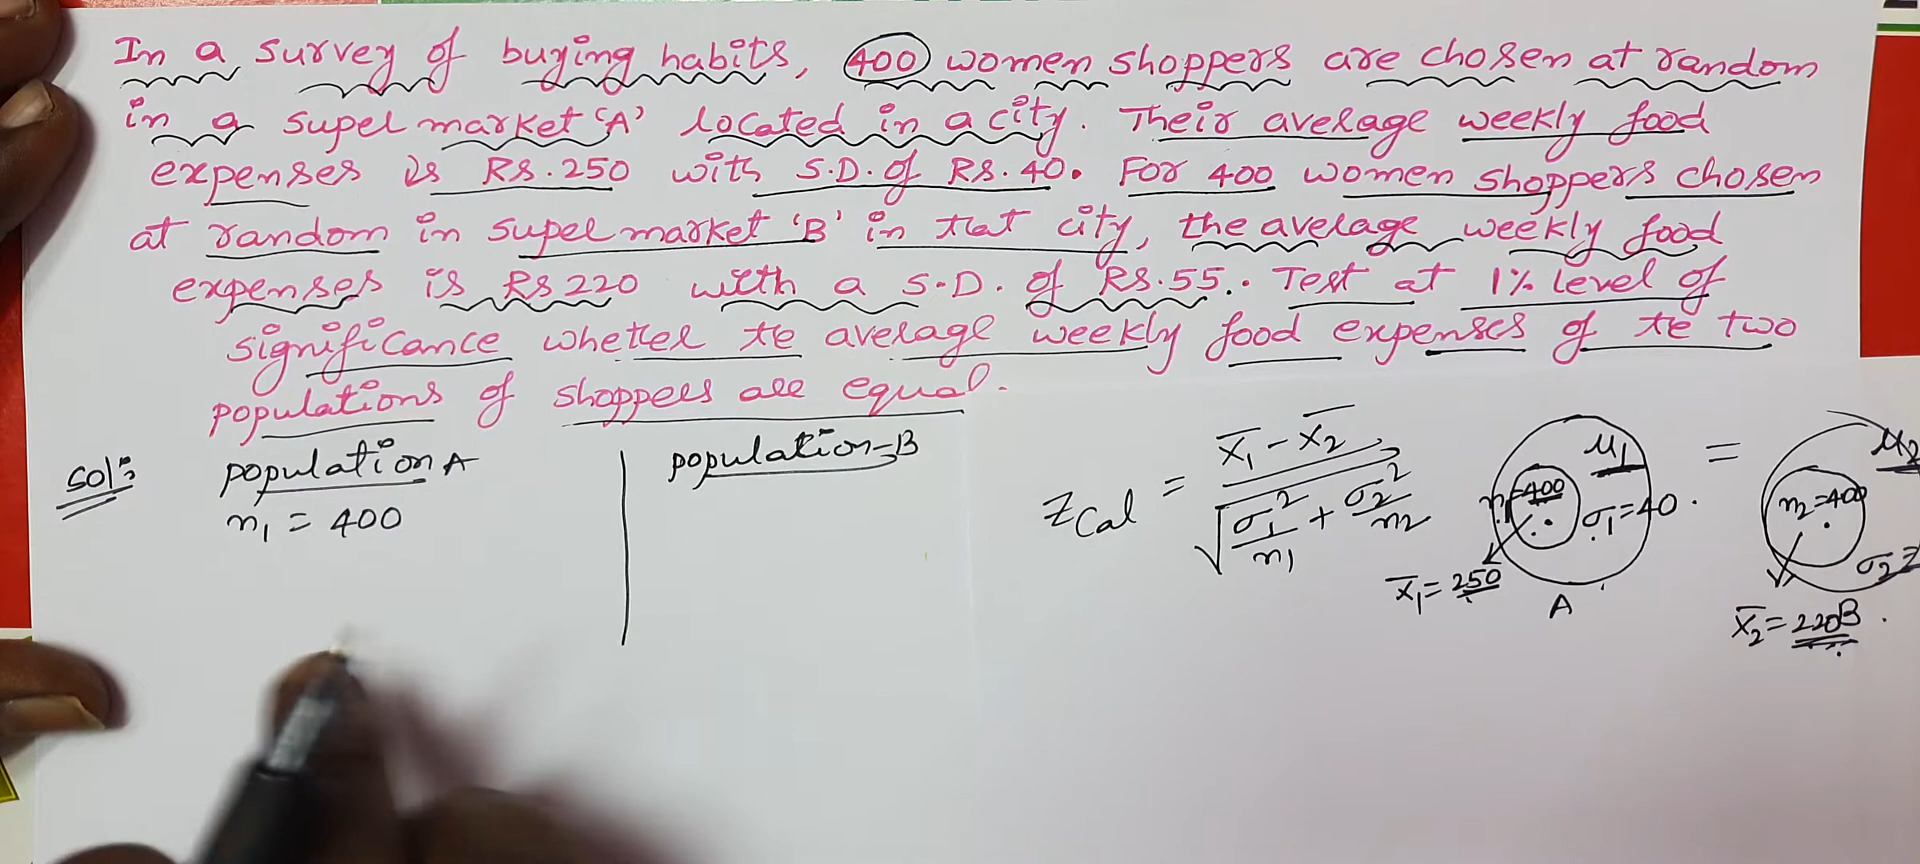 In a survey of buying habits, 400 women shoppers are chosen at random
in a super market 'A' located in a city. Their average weekly food
expenses is Rs.250 with S.D. of Rs.40. For 400 women shoppers chosen
at random in super market 'B' in that city, the average weekly food
expenses is Rs 220 with a S.D. of Rs.55.. Test at 1% level of
significance whether the average weekly food expenses of the two
populations of shoppers are equal.
Sol:
population A
n₁ = 400
population-B
Z Cal = (x̄₁ - x̄₂) / √(σ₁²/n₁ + σ₂²/n₂)
μ₁
n₁=400
σ₁=40.
x̄₁=250
A
=
μ₂
n₂=400
σ₂=
x̄₂=220
B.